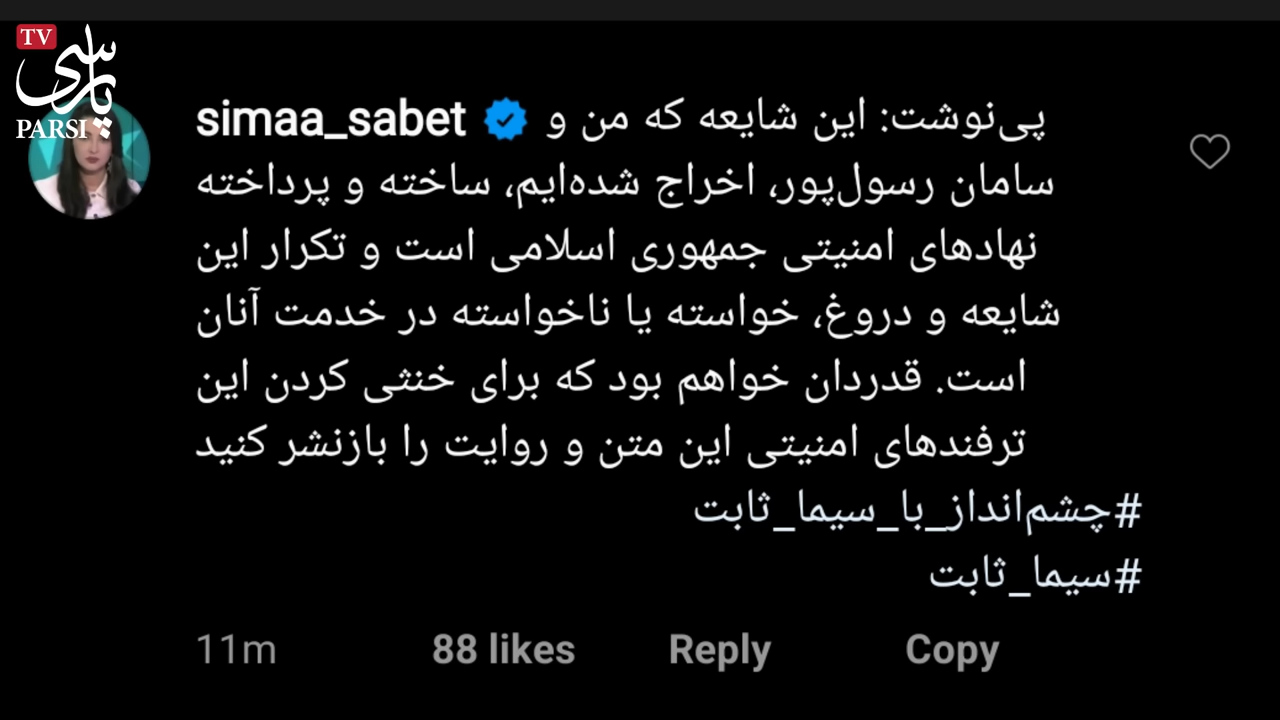 TV
پارسی
PARSI
simaa_sabet پی‌نوشت: این شایعه که من و
سامان رسول‌پور، اخراج شده‌ایم، ساخته و پرداخته
نهادهای امنیتی جمهوری اسلامی است و تکرار این
شایعه و دروغ، خواسته یا ناخواسته در خدمت آنان
است. قدردان خواهم بود که برای خنثی کردن این
ترفندهای امنیتی این متن و روایت را بازنشر کنید
#چشم‌انداز_با_سیما_ثابت
#سیما_ثابت
11m 88 likes Reply Copy